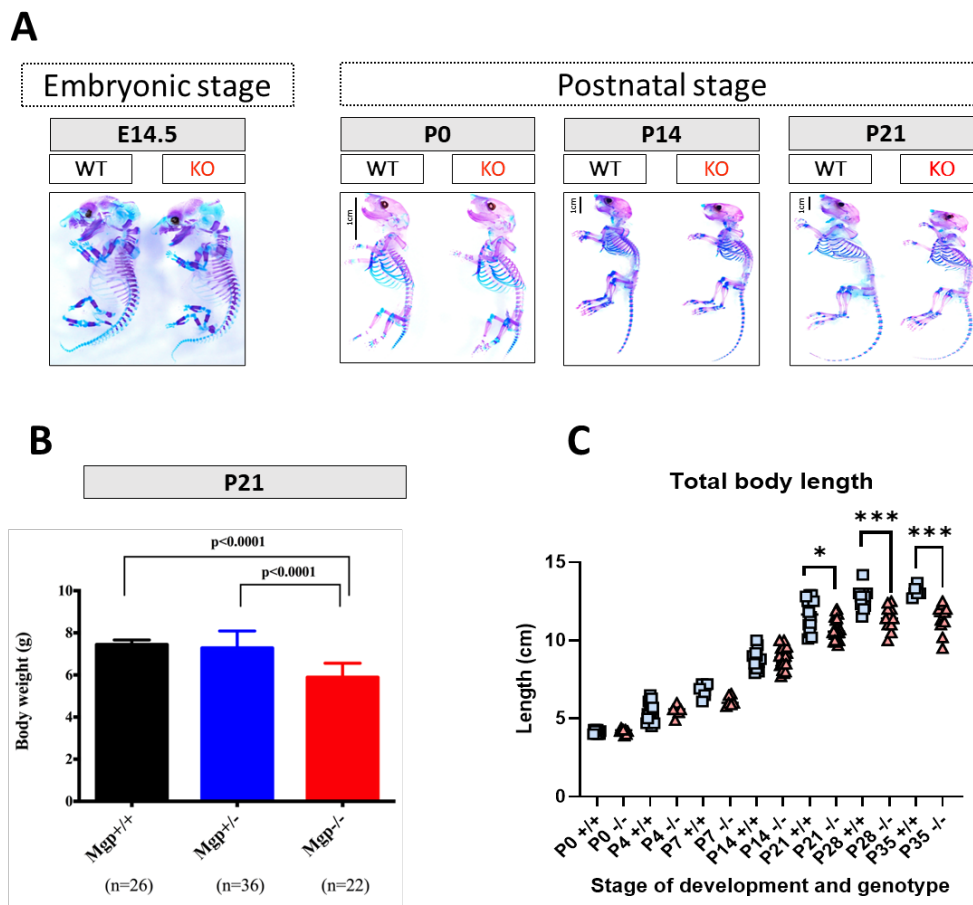 A
Embryonic stage
Postnatal stage
E14.5
P0
P14
P21
WT
KO
WT
KO
WT
KO
WT
KO
1cm
1cm
1cm
B
P21
p<0.0001
p<0.0001
10
8
6
4
2
0
Body weight (g)
Mgp+/+
Mgp+/-
Mgp-/-
(n=26)
(n=36)
(n=22)
C
Total body length
*
***
***
15
10
5
0
Length (cm)
P0 +/+
P0 -/-
P4 +/+
P4 -/-
P7 +/+
P7 -/-
P14 +/+
P14 -/-
P21 +/+
P21 -/-
P28 +/+
P28 -/-
P35 +/+
P35 -/-
Stage of development and genotype